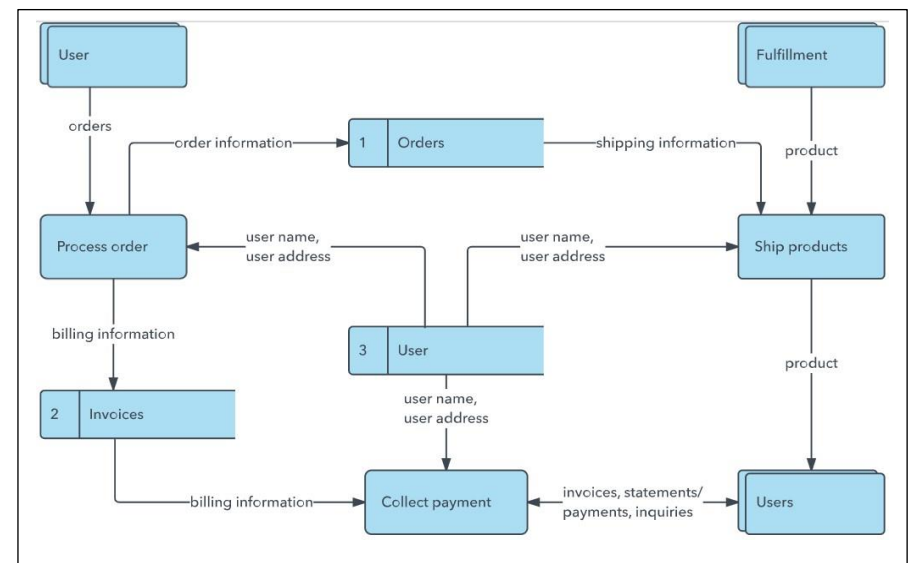 User
Fulfillment
orders
order information
1 Orders
shipping information
product
Process order
user name,
user address
user name,
user address
Ship products
billing information
3 User
product
2 Invoices
user name,
user address
billing information
Collect payment
invoices, statements/
payments, inquiries
Users